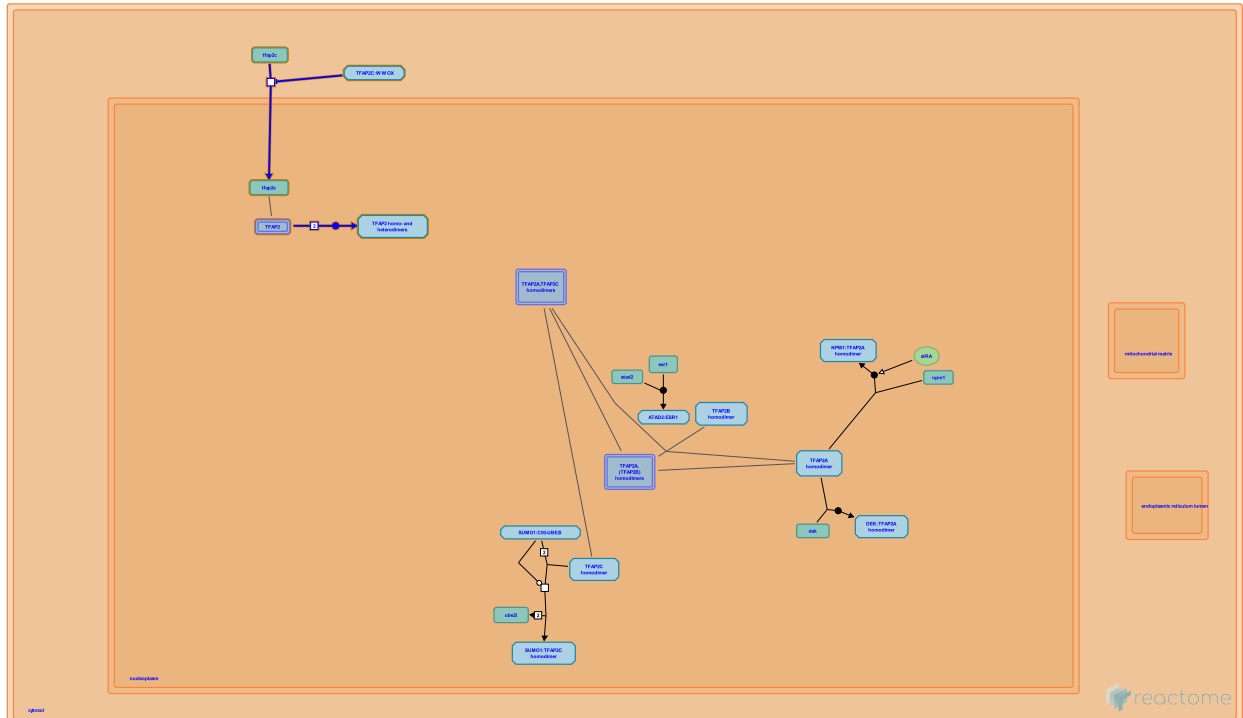 tfap2c
TFAP2C:WWOX
tfap2c
TFAP2
2
TFAP2 homo- and
heterodimers
TFAP2A,TFAP2C
homodimers
esr1
atad2
ATAD2:ESR1
TFAP2B
homodimer
NPM1:TFAP2A
homodimer
atRA
npm1
mitochondrial matrix
TFAP2A,
(TFAP2B)
homodimers
TFAP2A
homodimer
endoplasmic reticulum lumen
dek
DEK:TFAP2A
homodimer
SUMO1:C93-UBE2I
2
TFAP2C
homodimer
ube2i
2
SUMO1:TFAP2C
homodimer
nucleoplasm
cytosol
reactome